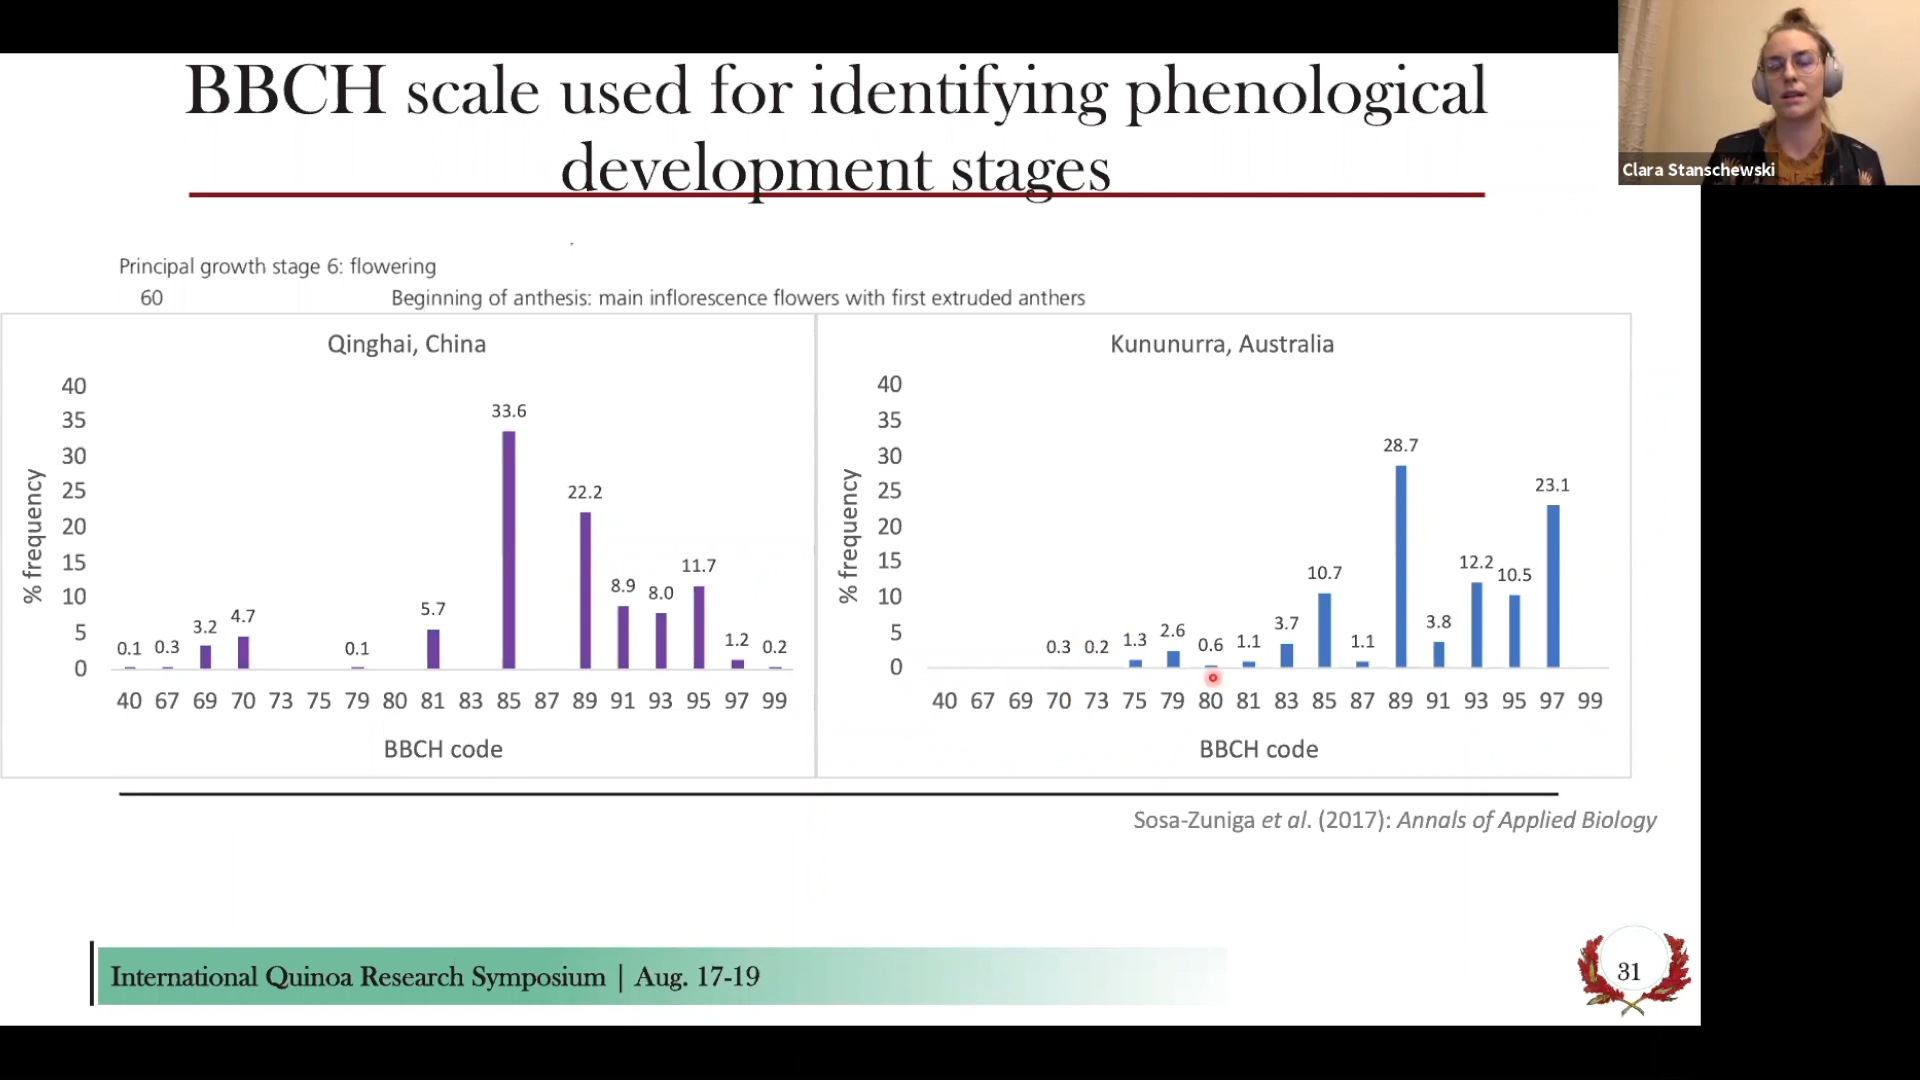 BBCH scale used for identifying phenological
development stages
Clara Stanschewski
Principal growth stage 6: flowering
60 Beginning of anthesis: main inflorescence flowers with first extruded anthers
Qinghai, China
% frequency
40
35
30
25
20
15
10
5
0
0.1 0.3 3.2 4.7 0.1 5.7 33.6 22.2 8.9 8.0 11.7 1.2 0.2
40 67 69 70 73 75 79 80 81 83 85 87 89 91 93 95 97 99
BBCH code
Kununurra, Australia
% frequency
40
35
30
25
20
15
10
5
0
0.3 0.2 1.3 2.6 0.6 1.1 3.7 10.7 1.1 28.7 3.8 12.2 10.5 23.1
40 67 69 70 73 75 79 80 81 83 85 87 89 91 93 95 97 99
BBCH code
Sosa-Zuniga et al. (2017): Annals of Applied Biology
International Quinoa Research Symposium | Aug. 17-19
31